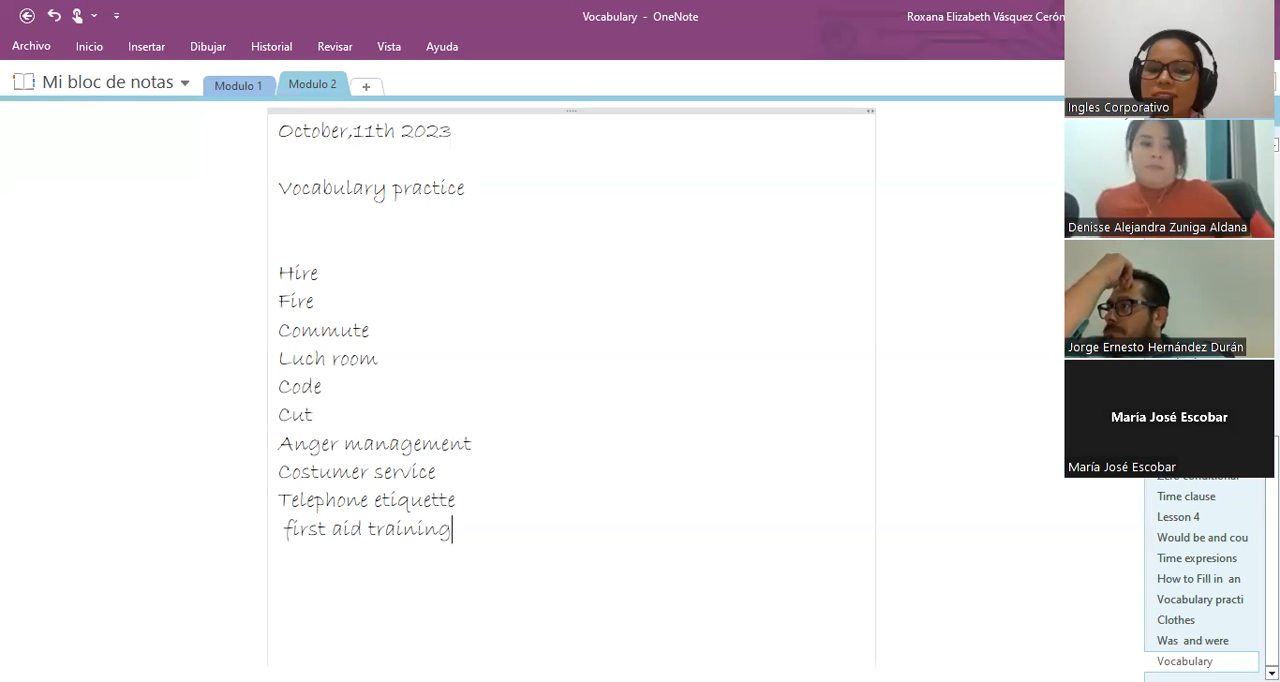 Vocabulary - OneNote
Roxana Elizabeth Vásquez Cerón
Archivo Inicio Insertar Dibujar Historial Revisar Vista Ayuda
Mi bloc de notas
Modulo 1
Modulo 2
October,11th 2023
Vocabulary practice
Hire
Fire
Commute
Luch room
Code
Cut
Anger management
Costumer service
Telephone etiquette
first aid training
Ingles Corporativo
Denisse Alejandra Zuniga Aldana
Jorge Ernesto Hernández Durán
María José Escobar
María José Escobar
Time clause
Lesson 4
Would be and cou
Time expresions
How to Fill in an
Vocabulary practi
Clothes
Was and were
Vocabulary